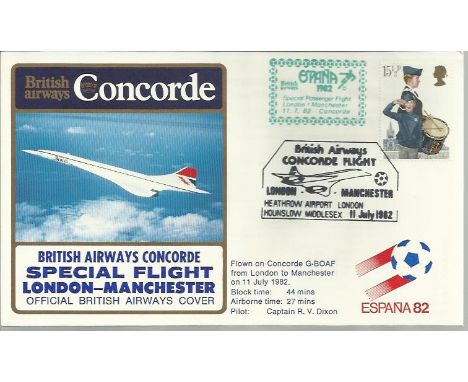 British
airways
Concorde
BRITISH AIRWAYS CONCORDE
SPECIAL FLIGHT
LONDON–MANCHESTER
OFFICIAL BRITISH AIRWAYS COVER
ESPAÑA
1982
British
airways
Special Passenger Flight
London - Manchester
11.7.82 Concorde
15½p
British Airways
CONCORDE FLIGHT
LONDON MANCHESTER
HEATHROW AIRPORT LONDON
HOUNSLOW MIDDLESEX 11 July 1982
Flown on Concorde G-BOAF
from London to Manchester
on 11 July 1982.
Block time: 44 mins
Airborne time: 27 mins
Pilot: Captain R. V. Dixon
ESPAÑA 82